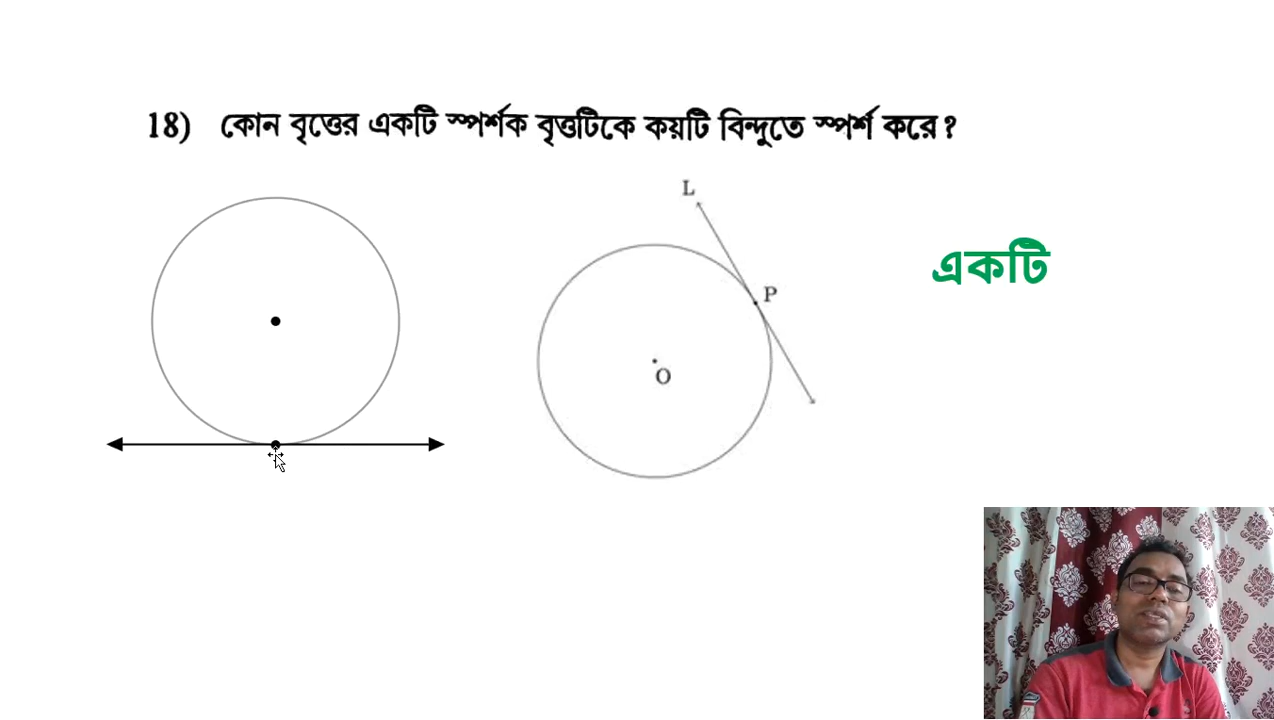 18) কোন বৃত্তের একটি স্পর্শক বৃত্তটিকে কয়টি বিন্দুতে স্পর্শ করে?
L
P
O
একটি